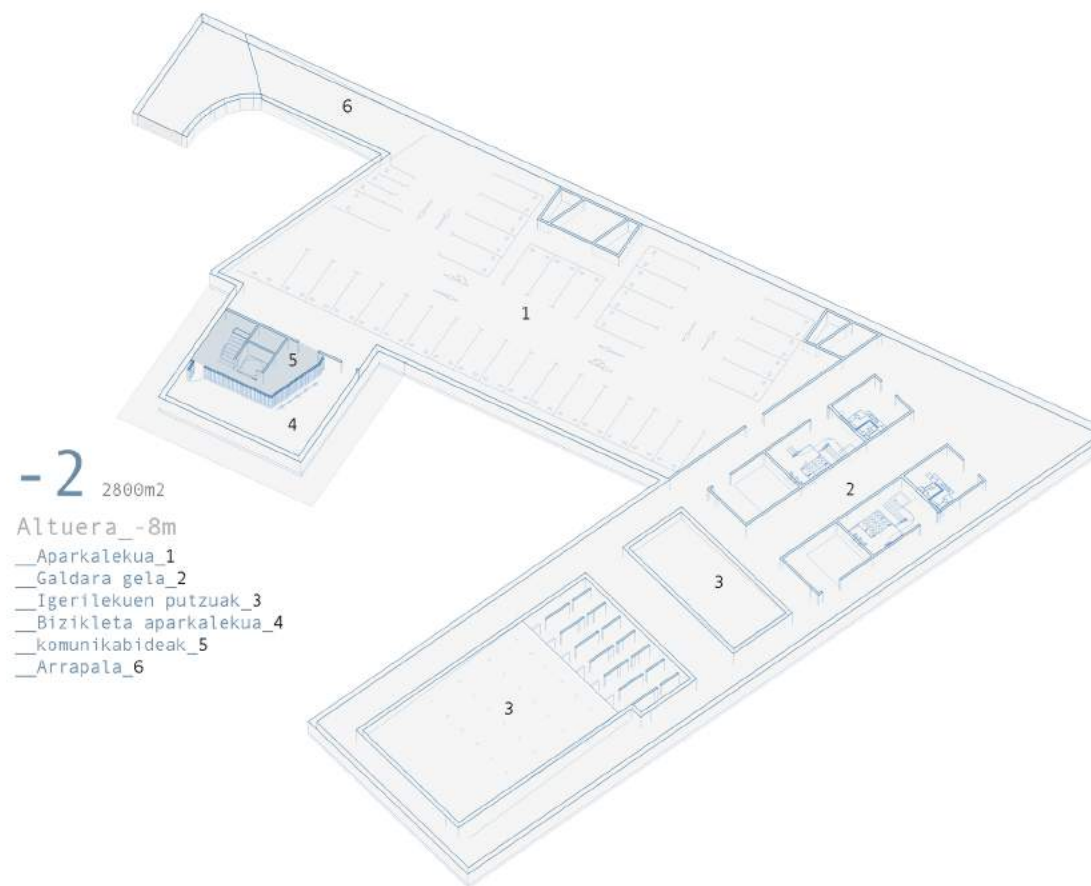 6
1
5
4
2
3
3
-2 2800m2
Altuera_-8m
__Aparkalekua_1
__Galdara gela_2
__Igerilekuen putzuak_3
__Bizikleta aparkalekua_4
__komunikabideak_5
__Arrapala_6